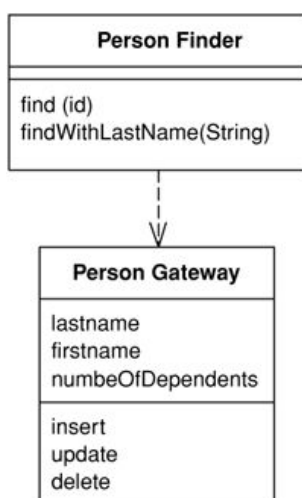 Person Finder
find (id)
findWithLastName(String)
Person Gateway
lastname
firstname
numbeOfDependents
insert
update
delete